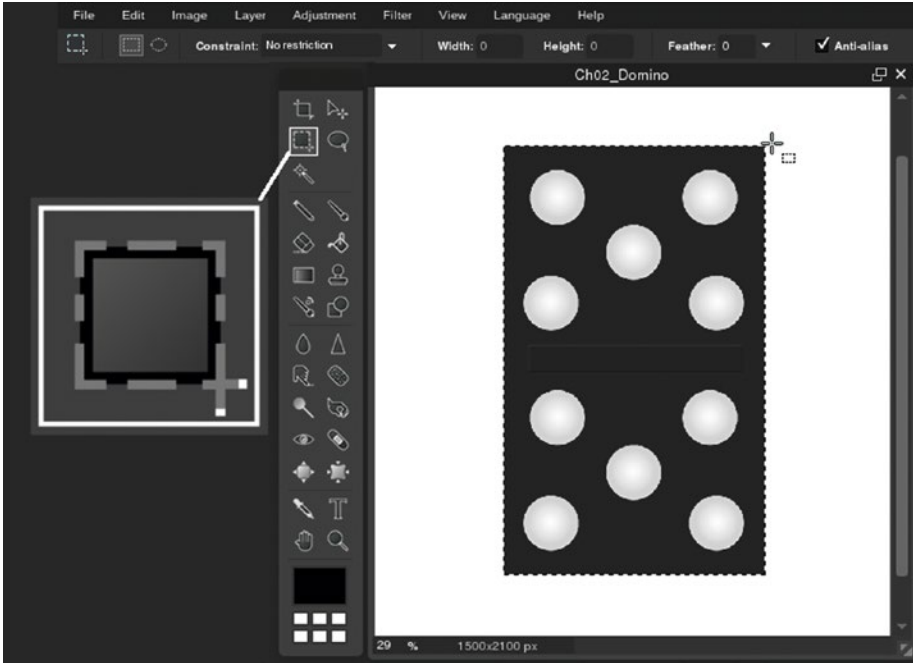 File Edit Image Layer Adjustment Filter View Language Help
Constraint: No restriction Width: 0 Height: 0 Feather: 0 Anti-alias
Ch02_Domino
29 % 1500x2100 px